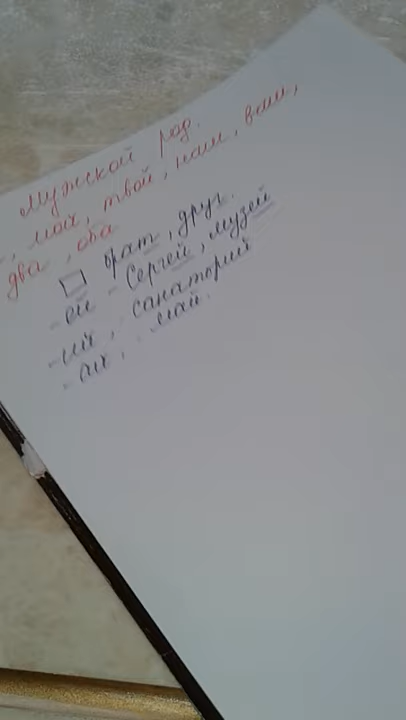 Мужской род.
мой, твой, наш, ваш,
два, оба
□ брат, друг.
-ей - Сергей, музей
-ий, санаторий
-ай, май.